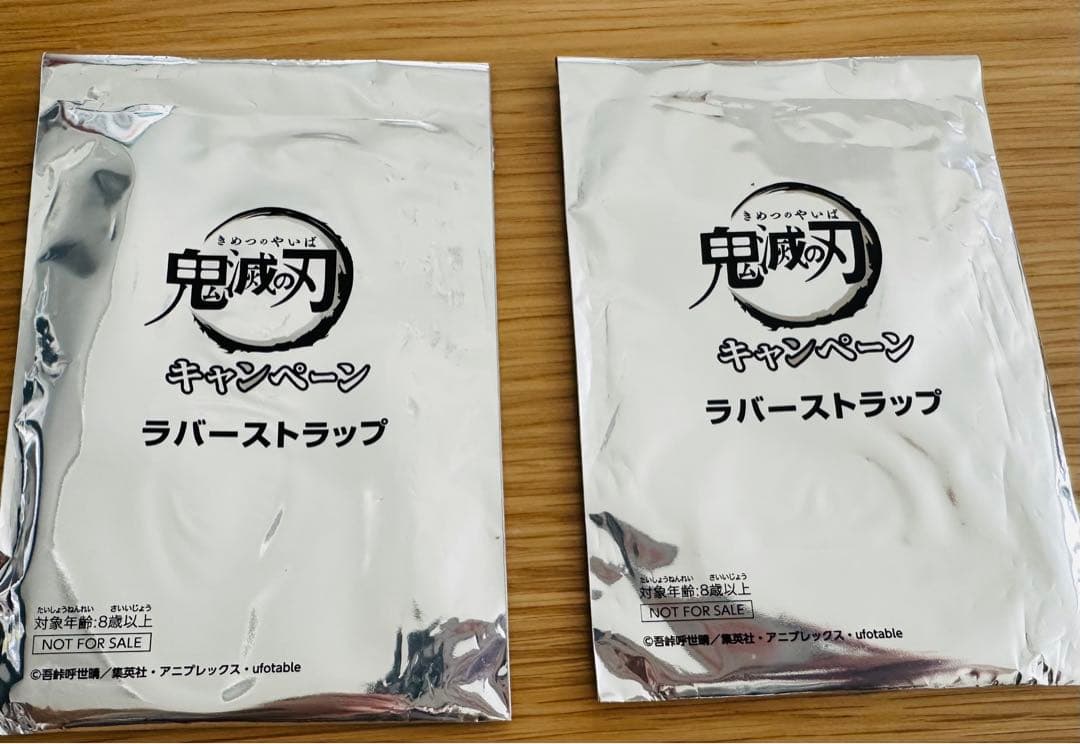 きめつのやいば
鬼滅の刃
キャンペーン
ラバーストラップ
たいしょうねんれい さいいじょう
対象年齢:8歳以上
NOT FOR SALE
©吾峠呼世晴／集英社・アニプレックス・ufotable
きめつのやいば
鬼滅の刃
キャンペーン
ラバーストラップ
たいしょうねんれい さいいじょう
対象年齢:8歳以上
NOT FOR SALE
©吾峠呼世晴／集英社・アニプレックス・ufotable